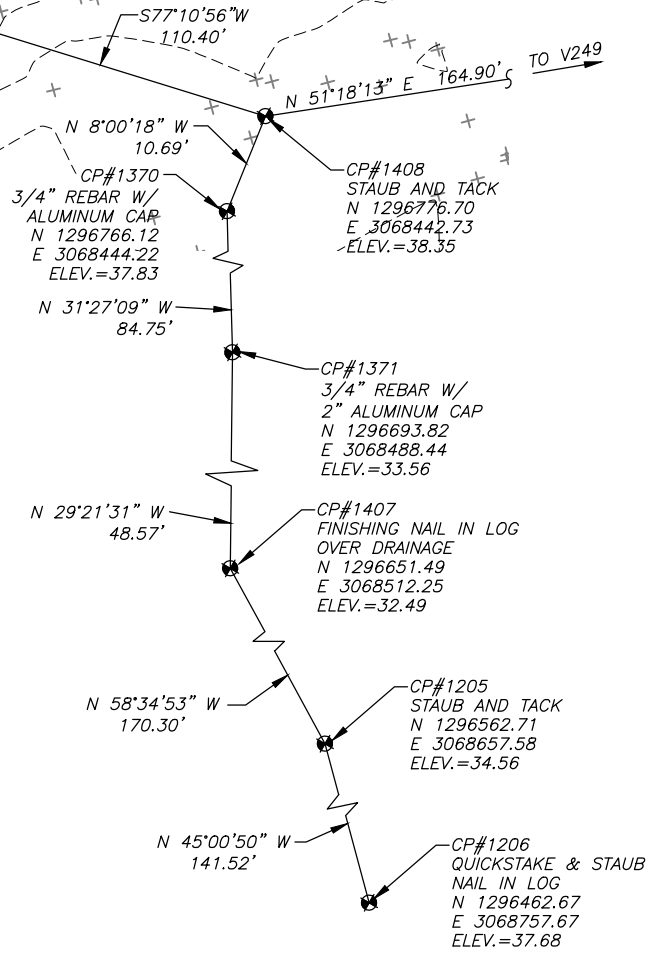 S77°10'56"W
110.40'
TO V249
N 51°18'13" E 164.90'
N 8°00'18" W
10.69'
CP#1370
3/4" REBAR W/
ALUMINUM CAP
N 1296766.12
E 3068444.22
ELEV.=37.83
CP#1408
STAUB AND TACK
N 1296776.70
E 3068442.73
ELEV.=38.35
N 31°27'09" W
84.75'
CP#1371
3/4" REBAR W/
2" ALUMINUM CAP
N 1296693.82
E 3068488.44
ELEV.=33.56
N 29°21'31" W
48.57'
CP#1407
FINISHING NAIL IN LOG
OVER DRAINAGE
N 1296651.49
E 3068512.25
ELEV.=32.49
N 58°34'53" W
170.30'
CP#1205
STAUB AND TACK
N 1296562.71
E 3068657.58
ELEV.=34.56
N 45°00'50" W
141.52'
CP#1206
QUICKSTAKE & STAUB
NAIL IN LOG
N 1296462.67
E 3068757.67
ELEV.=37.68